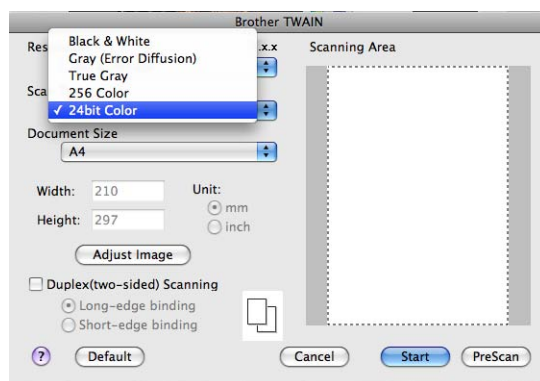 Brother TWAIN
Res
.x.x
Scanning Area
Black & White
Gray (Error Diffusion)
True Gray
256 Color
Sca
✓ 24bit Color
Document Size
A4
Width: 210
Unit:
mm
Height: 297
inch
Adjust Image
Duplex(two-sided) Scanning
Long-edge binding
Short-edge binding
? Default Cancel Start PreScan